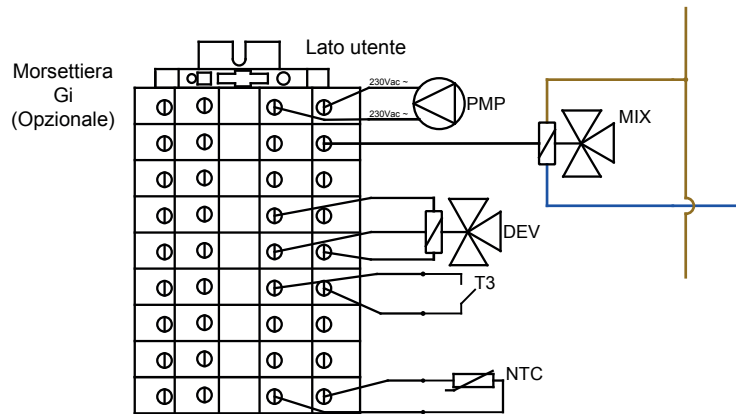 Lato utente
Morsettiera
Gi
(Opzionale)
230Vac ~
230Vac ~
PMP
MIX
DEV
T3
NTC